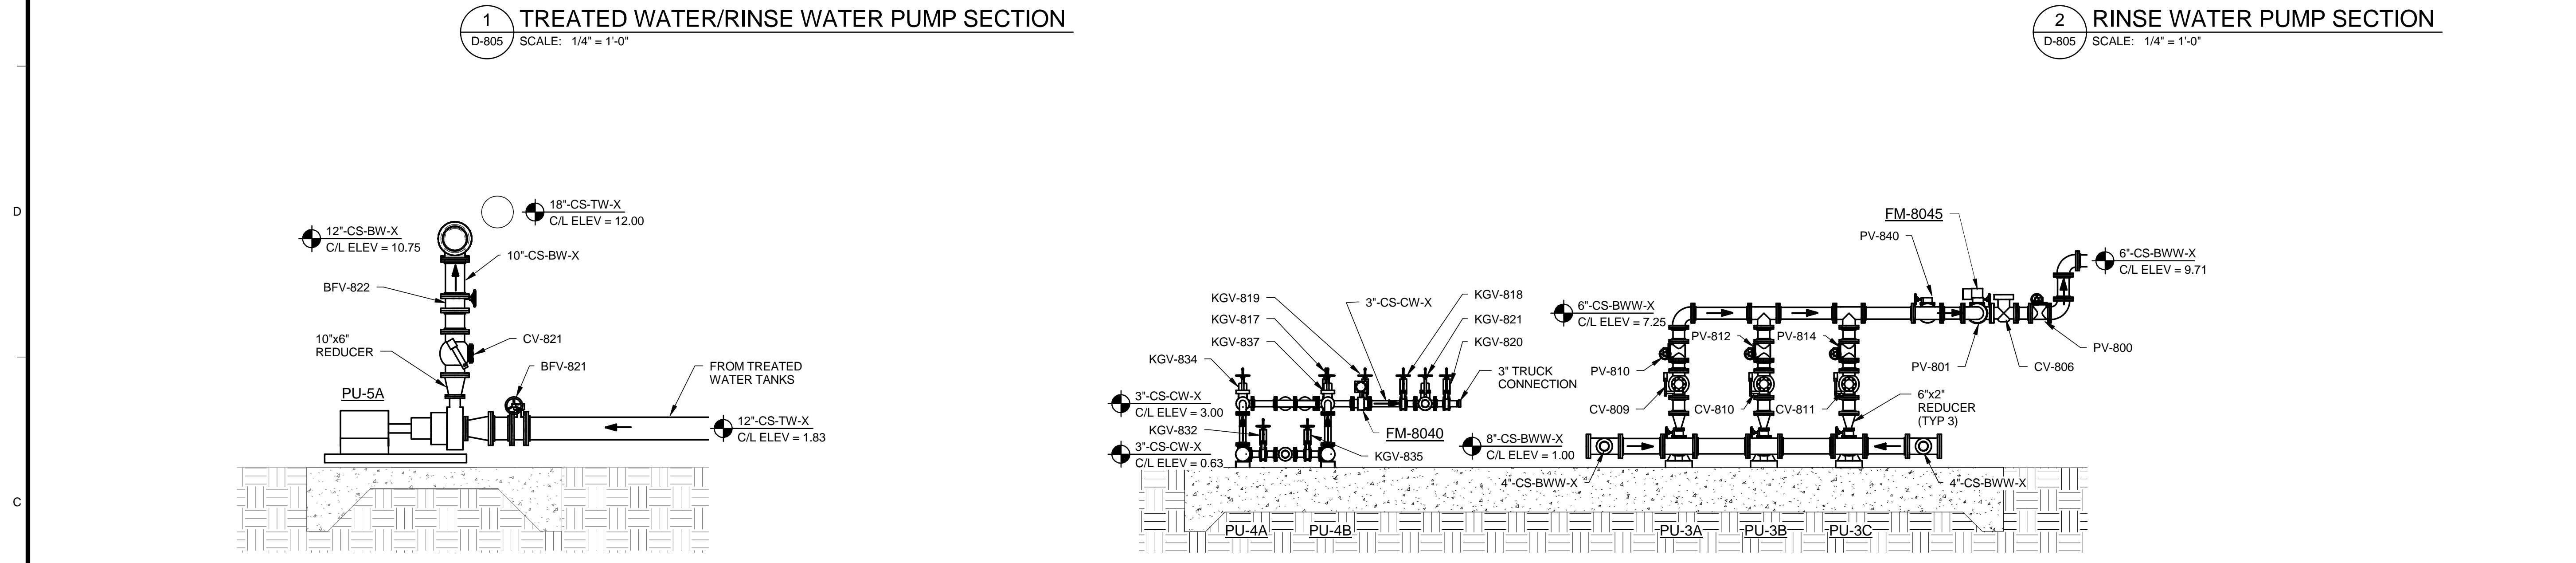 1
D-805
TREATED WATER/RINSE WATER PUMP SECTION
SCALE: 1/4" = 1'-0"
2
D-805
RINSE WATER PUMP SECTION
SCALE: 1/4" = 1'-0"
D
C
18"-CS-TW-X
C/L ELEV = 12.00
12"-CS-BW-X
C/L ELEV = 10.75
10"-CS-BW-X
BFV-822
10"x6"
REDUCER
CV-821
BFV-821
PU-5A
FROM TREATED
WATER TANKS
12"-CS-TW-X
C/L ELEV = 1.83
KGV-819
KGV-817
KGV-837
KGV-834
3"-CS-CW-X
KGV-818
KGV-821
KGV-820
3" TRUCK
CONNECTION
3"-CS-CW-X
C/L ELEV = 3.00
KGV-832
3"-CS-CW-X
C/L ELEV = 0.63
FM-8040
KGV-835
PU-4A
PU-4B
6"-CS-BWW-X
C/L ELEV = 7.25
FM-8045
PV-840
6"-CS-BWW-X
C/L ELEV = 9.71
PV-812
PV-814
PV-810
PV-801
CV-806
PV-800
CV-809
CV-810
CV-811
6"x2"
REDUCER
(TYP 3)
8"-CS-BWW-X
C/L ELEV = 1.00
4"-CS-BWW-X
4"-CS-BWW-X
PU-3A
PU-3B
PU-3C